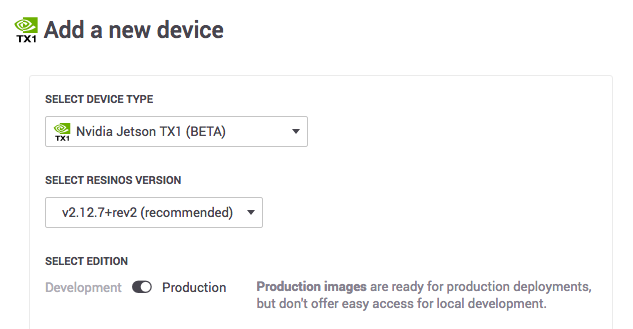 TX1
Add a new device
SELECT DEVICE TYPE
TX1
Nvidia Jetson TX1 (BETA)
SELECT RESINOS VERSION
v2.12.7+rev2 (recommended)
SELECT EDITION
Development Production
Production images are ready for production deployments,
but don't offer easy access for local development.